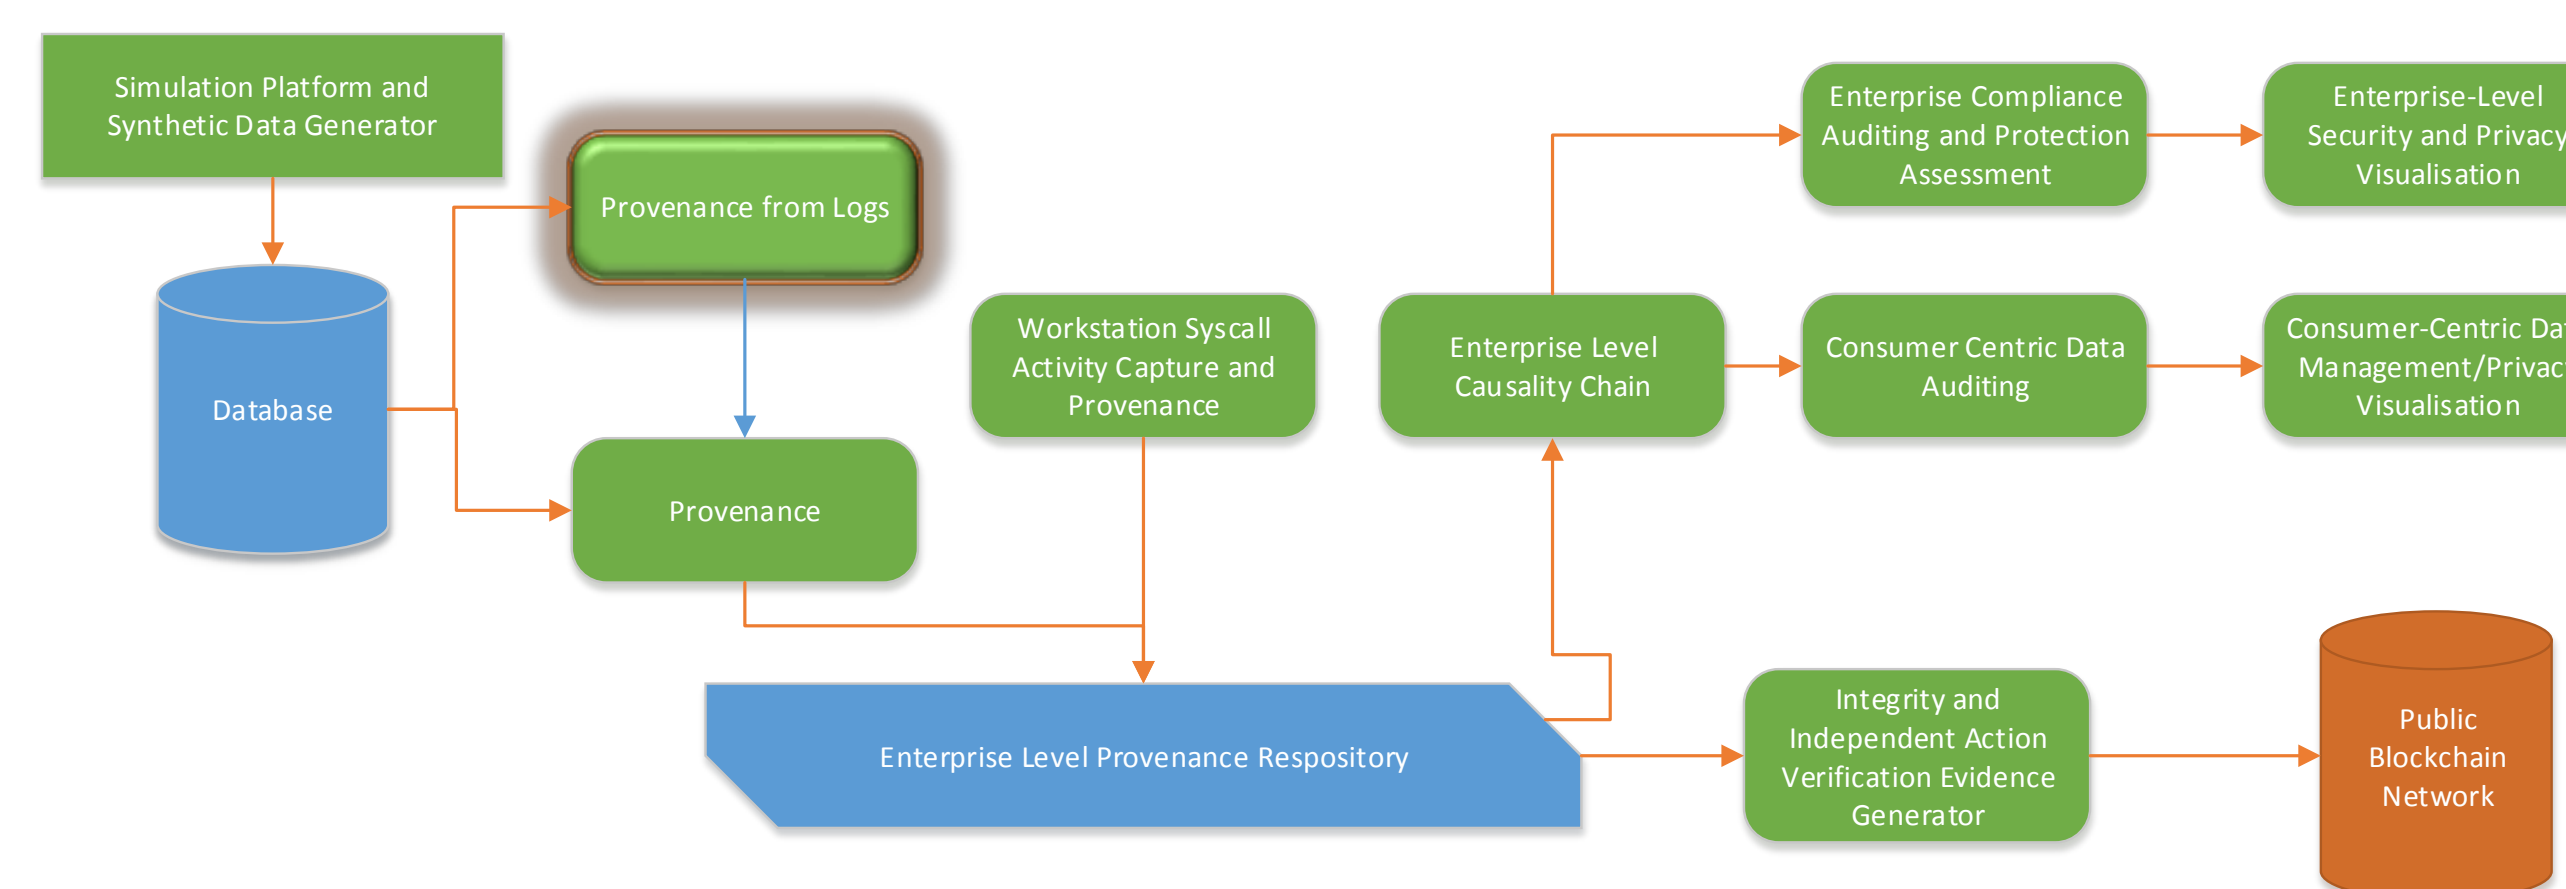 Simulation Platform and
Synthetic Data Generator
Provenance from Logs
Database
Provenance
Workstation Syscall
Activity Capture and
Provenance
Enterprise Level
Causality Chain
Enterprise Compliance
Auditing and Protection
Assessment
Enterprise-Level
Security and Privacy
Visualisation
Consumer Centric Data
Auditing
Consumer-Centric
Visualisation
Enterprise Level Provenance Respository
Integrity and
Independent Action
Verification Evidence
Generator
Public
Blockchain
Network